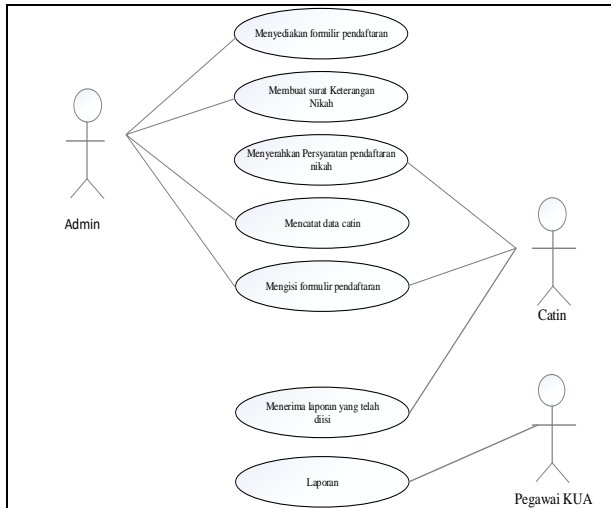 Menyediakan formilir pendaftaran
Membuat surat Keterangan
Nikah
Menyerahkan Persyaratan pendaftaran
nikah
Admin
Mencatat data catin
Mengisi formulir pendaftaran
Catin
Menerima laporan yang telah
diisi
Laporan
Pegawai KUA